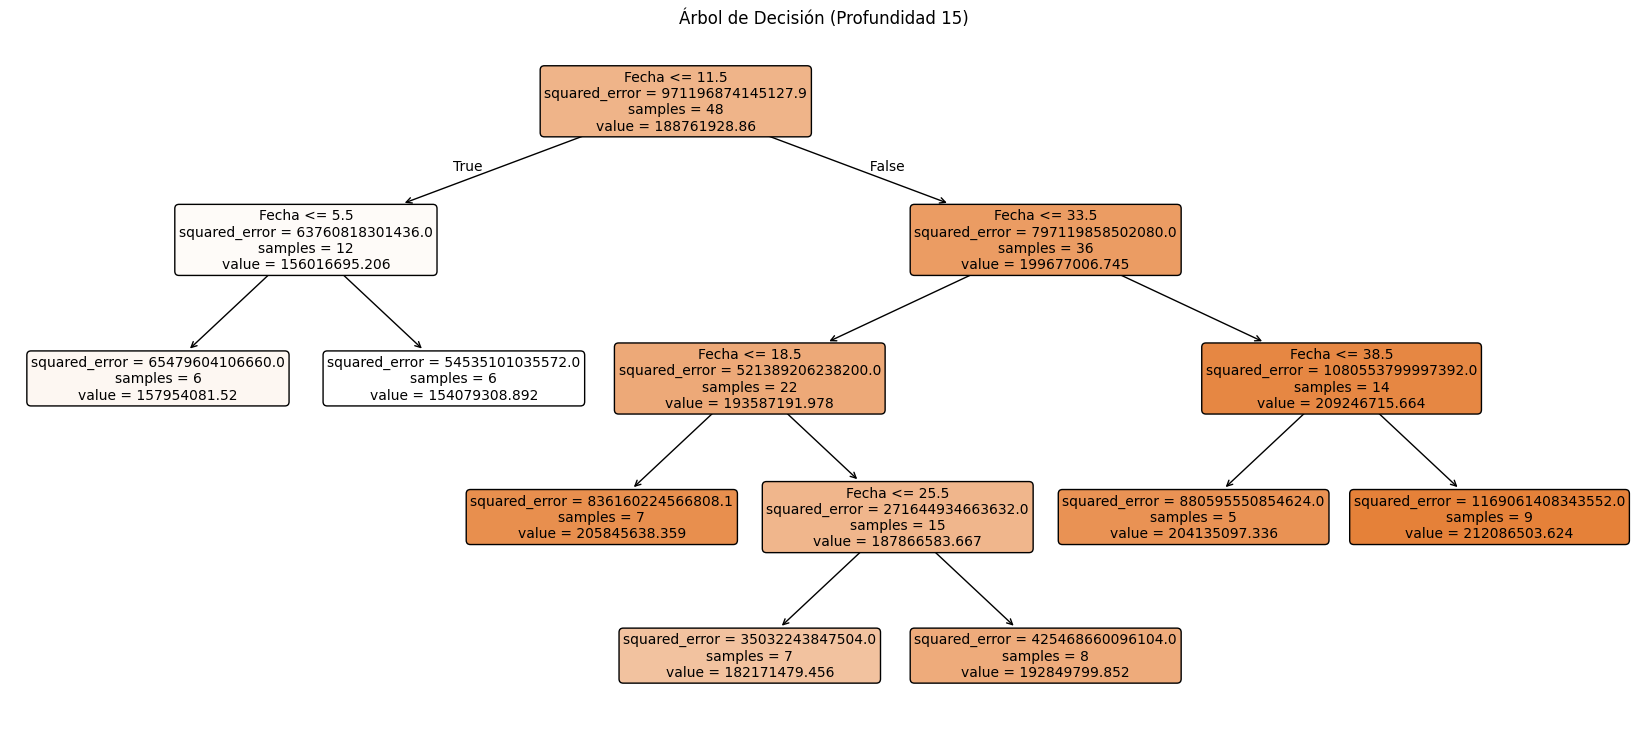 Árbol de Decisión (Profundidad 15)
Fecha <= 11.5
squared_error = 971196874145127.9
samples = 48
value = 188761928.86
True
False
Fecha <= 5.5
squared_error = 63760818301436.0
samples = 12
value = 156016695.206
Fecha <= 33.5
squared_error = 797119858502080.0
samples = 36
value = 199677006.745
squared_error = 65479604106660.0
samples = 6
value = 157954081.52
squared_error = 54535101035572.0
samples = 6
value = 154079308.892
Fecha <= 18.5
squared_error = 521389206238200.0
samples = 22
value = 193587191.978
Fecha <= 38.5
squared_error = 1080553799997392.0
samples = 14
value = 209246715.664
squared_error = 836160224566808.1
samples = 7
value = 205845638.359
Fecha <= 25.5
squared_error = 271644934663632.0
samples = 15
value = 187866583.667
squared_error = 880595550854624.0
samples = 5
value = 204135097.336
squared_error = 1169061408343552.0
samples = 9
value = 212086503.624
squared_error = 35032243847504.0
samples = 7
value = 182171479.456
squared_error = 425468660096104.0
samples = 8
value = 192849799.852